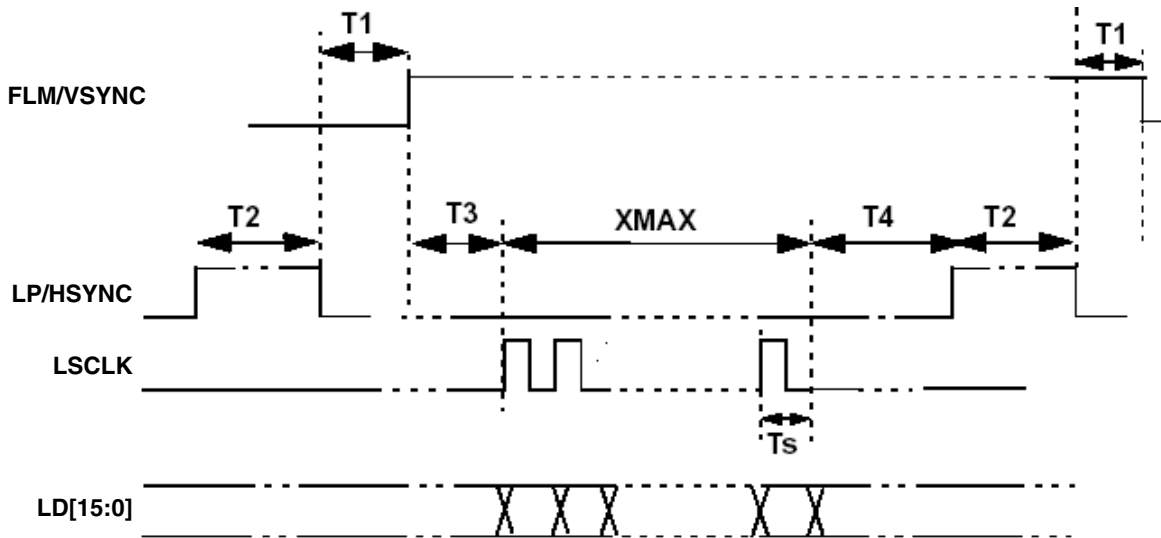 T1
T1
FLM/VSYNC
T2
T3
XMAX
T4
T2
LP/HSYNC
LSCLK
Ts
LD[15:0]